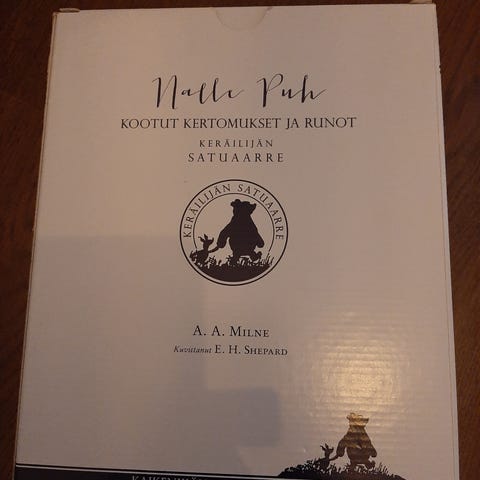 Nalle Puh
KOOTUT KERTOMUKSET JA RUNOT
KERÄILIJÄN
SATUAARRE
KERÄILIJÄN SATUAARRE
A. A. MILNE
Kuvittanut E. H. SHEPARD